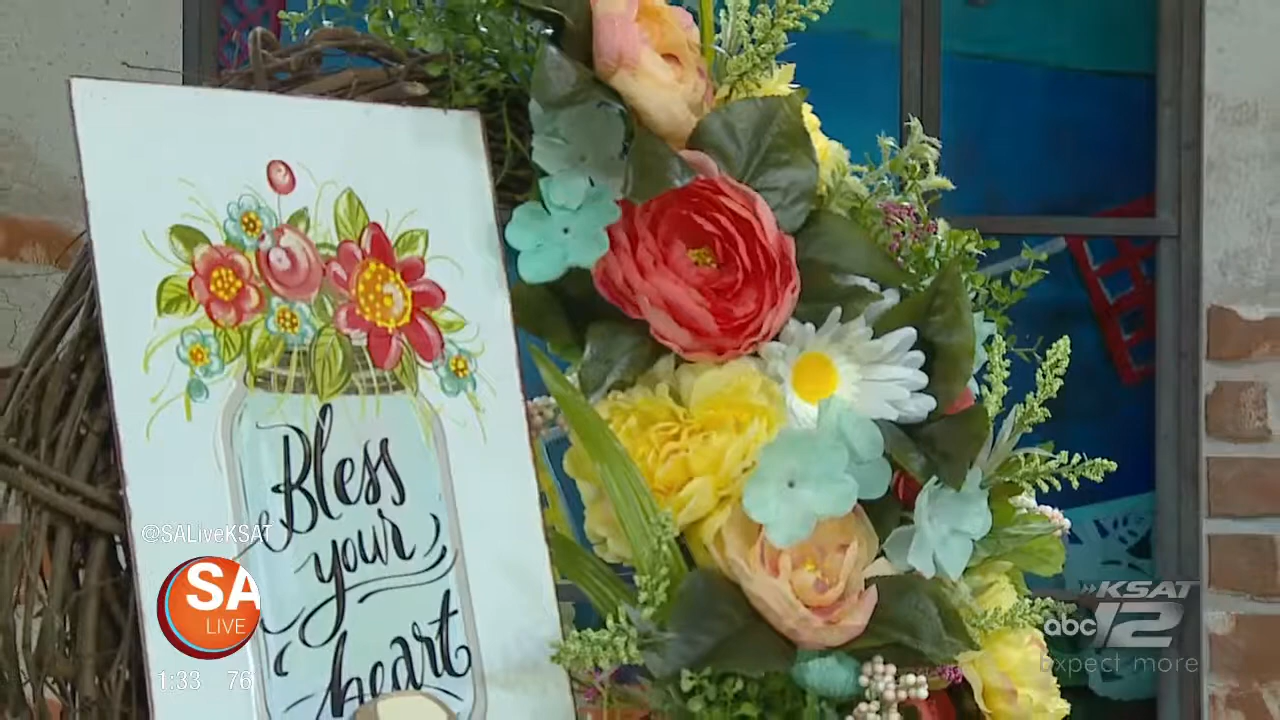 Bless
your
heart
@SALiveKSAT
SA
LIVE
1:33 76
KSAT
abc 12
expect more